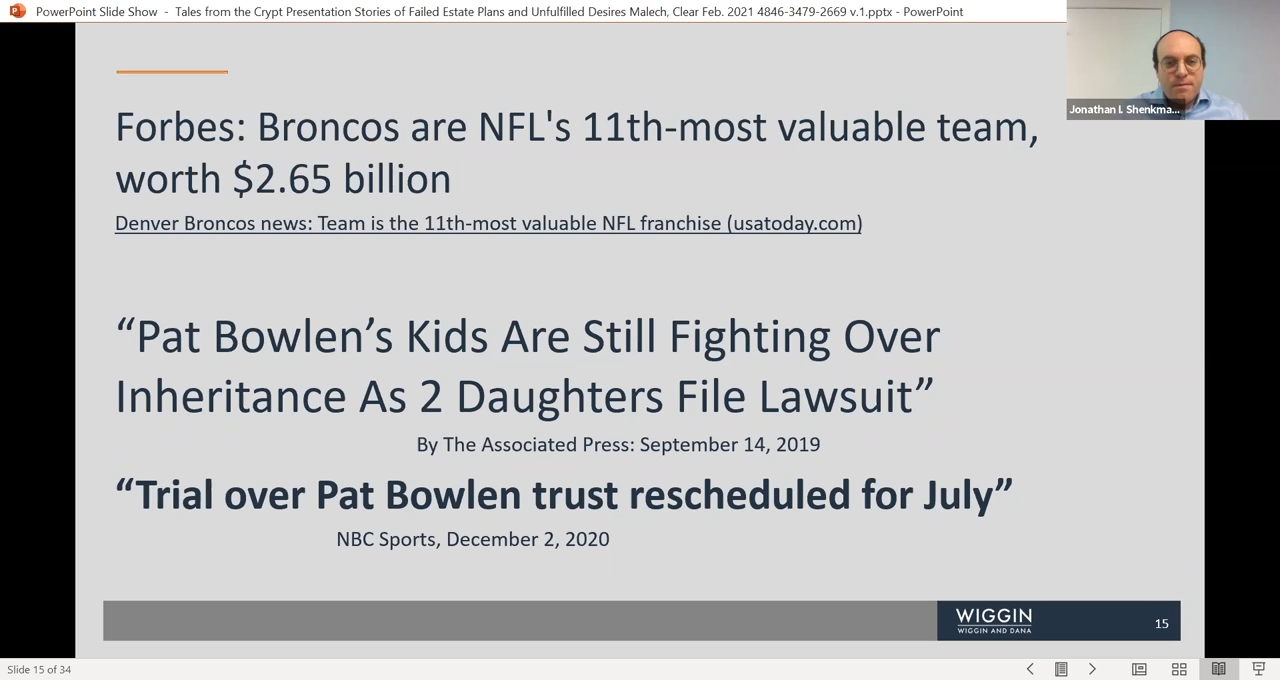 PowerPoint Slide Show - Tales from the Crypt Presentation Stories of Failed Estate Plans and Unfulfilled Desires Malech, Clear Feb. 2021 4846-3479-2669 v.1.pptx - PowerPoint
Jonathan I. Shenkma...
Forbes: Broncos are NFL's 11th-most valuable team,
worth $2.65 billion
Denver Broncos news: Team is the 11th-most valuable NFL franchise (usatoday.com)
“Pat Bowlen’s Kids Are Still Fighting Over
Inheritance As 2 Daughters File Lawsuit”
By The Associated Press: September 14, 2019
“Trial over Pat Bowlen trust rescheduled for July”
NBC Sports, December 2, 2020
WIGGIN
WIGGIN AND DANA
15
Slide 15 of 34